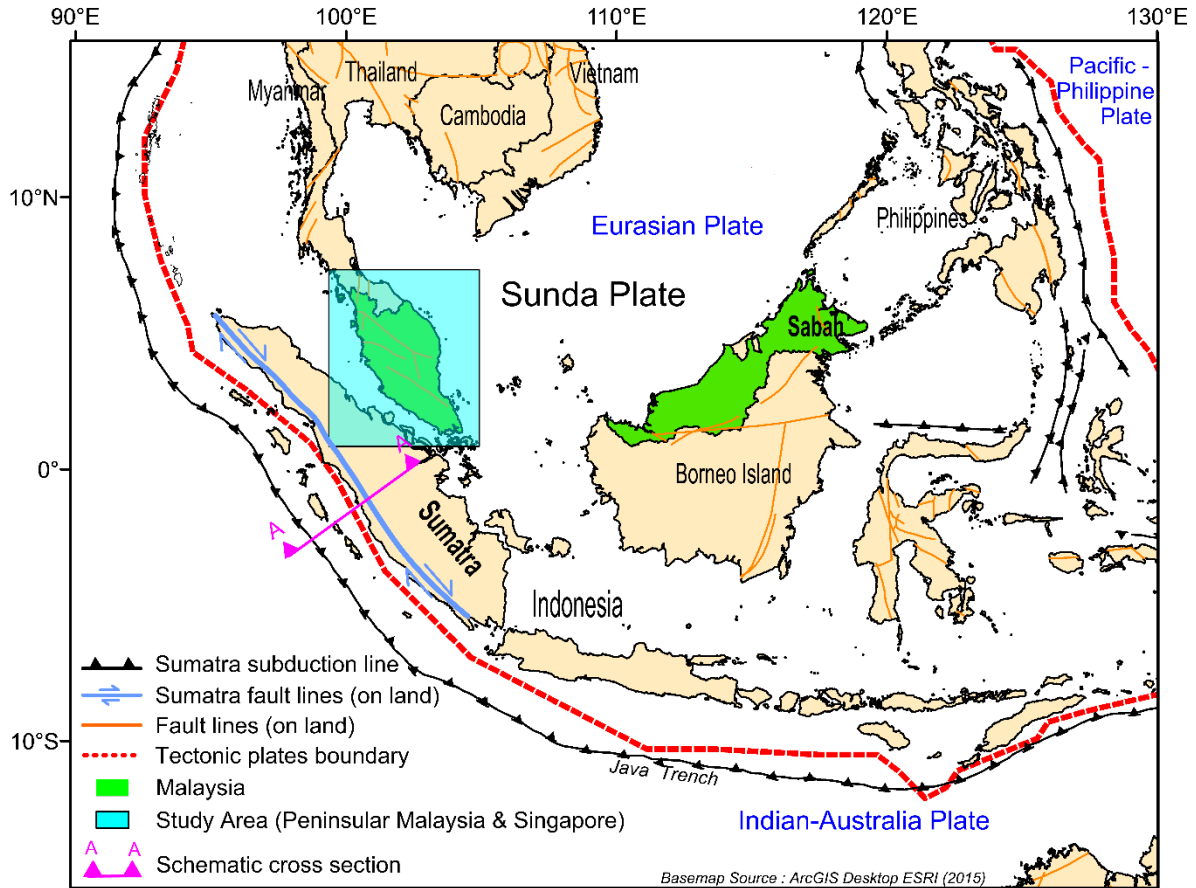 90°E 100°E 110°E 120°E 130°E
Thailand
Vietnam
Myanmar
Cambodia
Pacific -
Philippine
Plate
10°N
Eurasian Plate
Philippines
Sunda Plate
Sabah
0°
A
A
Borneo Island
Sumatra
Indonesia
Sumatra subduction line
Sumatra fault lines (on land)
Fault lines (on land)
10°S
Tectonic plates boundary
Java Trench
Malaysia
Study Area (Peninsular Malaysia & Singapore)
Indian-Australia Plate
A A
Schematic cross section
Basemap Source : ArcGIS Desktop ESRI (2015)